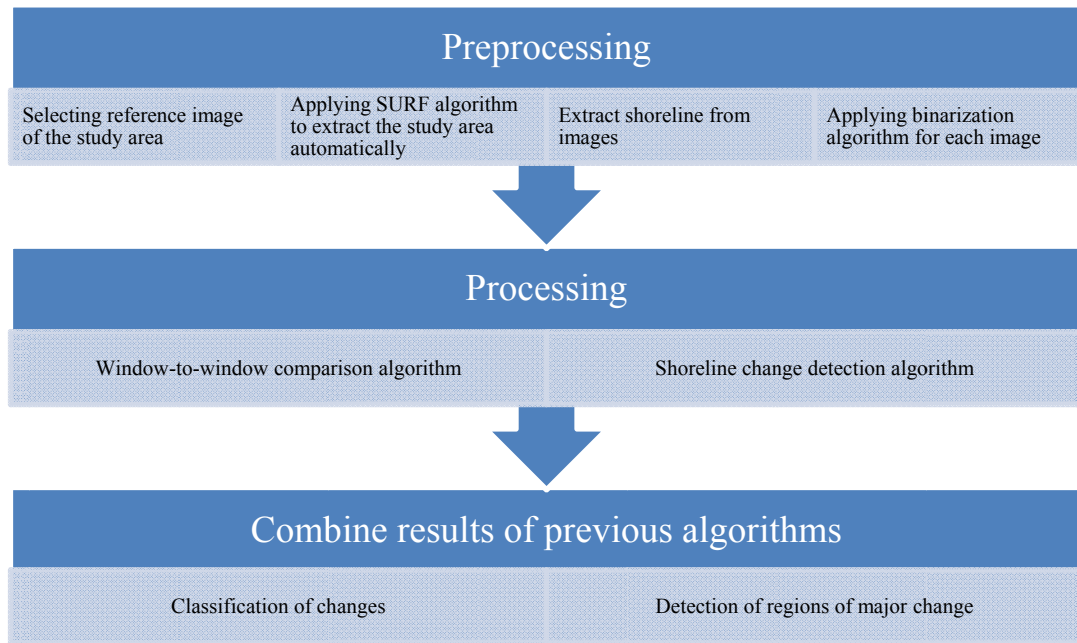 Preprocessing
Selecting reference image
of the study area
Applying SURF algorithm
to extract the study area
automatically
Extract shoreline from
images
Applying binarization
algorithm for each image
Processing
Window-to-window comparison algorithm
Shoreline change detection algorithm
Combine results of previous algorithms
Classification of changes
Detection of regions of major change